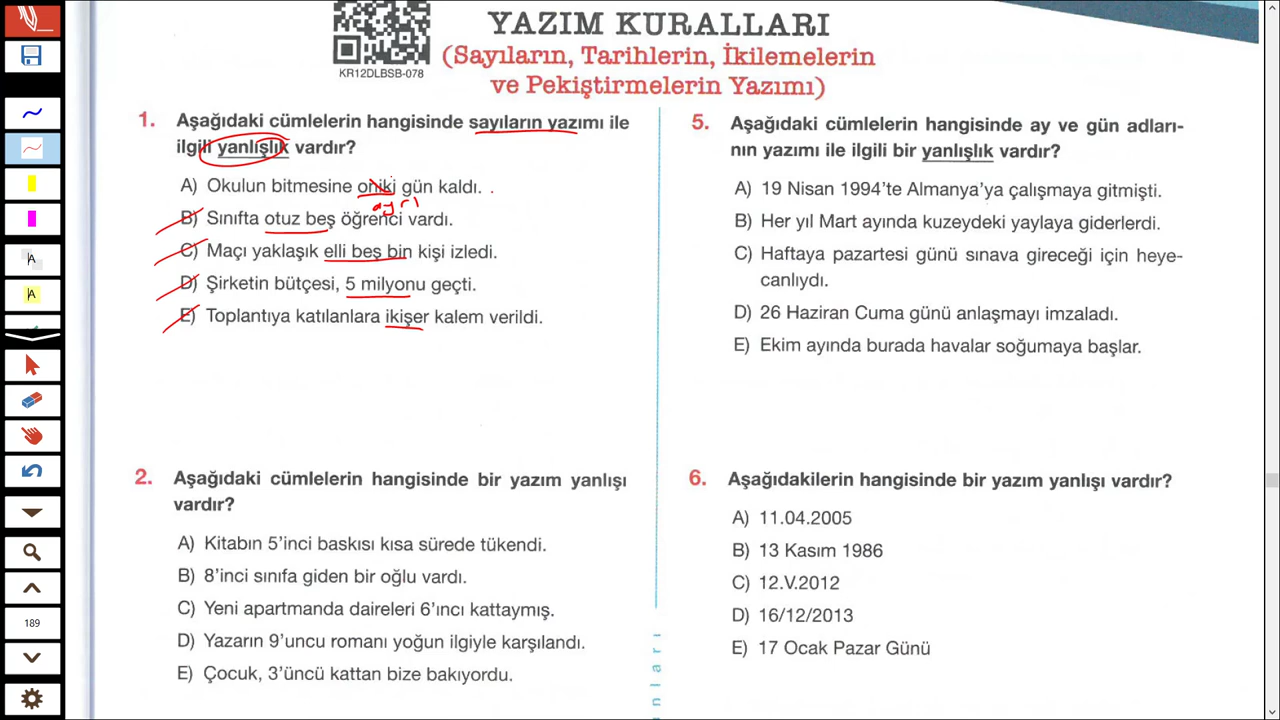 YAZIM KURALLARI
(Sayıların, Tarihlerin, İkilemelerin
ve Pekiştirmelerin Yazımı)
KR12DLBSB-078
1. Aşağıdaki cümlelerin hangisinde sayıların yazımı ile
ilgili yanlışlık vardır?
A) Okulun bitmesine oniki gün kaldı.
ayrı
B) Sınıfta otuz beş öğrenci vardı.
C) Maçı yaklaşık elli beş bin kişi izledi.
D) Şirketin bütçesi, 5 milyonu geçti.
E) Toplantıya katılanlara ikişer kalem verildi.
2. Aşağıdaki cümlelerin hangisinde bir yazım yanlışı
vardır?
A) Kitabın 5’inci baskısı kısa sürede tükendi.
B) 8’inci sınıfa giden bir oğlu vardı.
C) Yeni apartmanda daireleri 6’ıncı kattaymış.
D) Yazarın 9’uncu romanı yoğun ilgiyle karşılandı.
E) Çocuk, 3’üncü kattan bize bakıyordu.
5. Aşağıdaki cümlelerin hangisinde ay ve gün adları-
nın yazımı ile ilgili bir yanlışlık vardır?
A) 19 Nisan 1994’te Almanya’ya çalışmaya gitmişti.
B) Her yıl Mart ayında kuzeydeki yaylaya giderlerdi.
C) Haftaya pazartesi günü sınava gireceği için heye-
canlıydı.
D) 26 Haziran Cuma günü anlaşmayı imzaladı.
E) Ekim ayında burada havalar soğumaya başlar.
6. Aşağıdakilerin hangisinde bir yazım yanlışı vardır?
A) 11.04.2005
B) 13 Kasım 1986
C) 12.V.2012
D) 16/12/2013
E) 17 Ocak Pazar Günü
nları
A
A
189